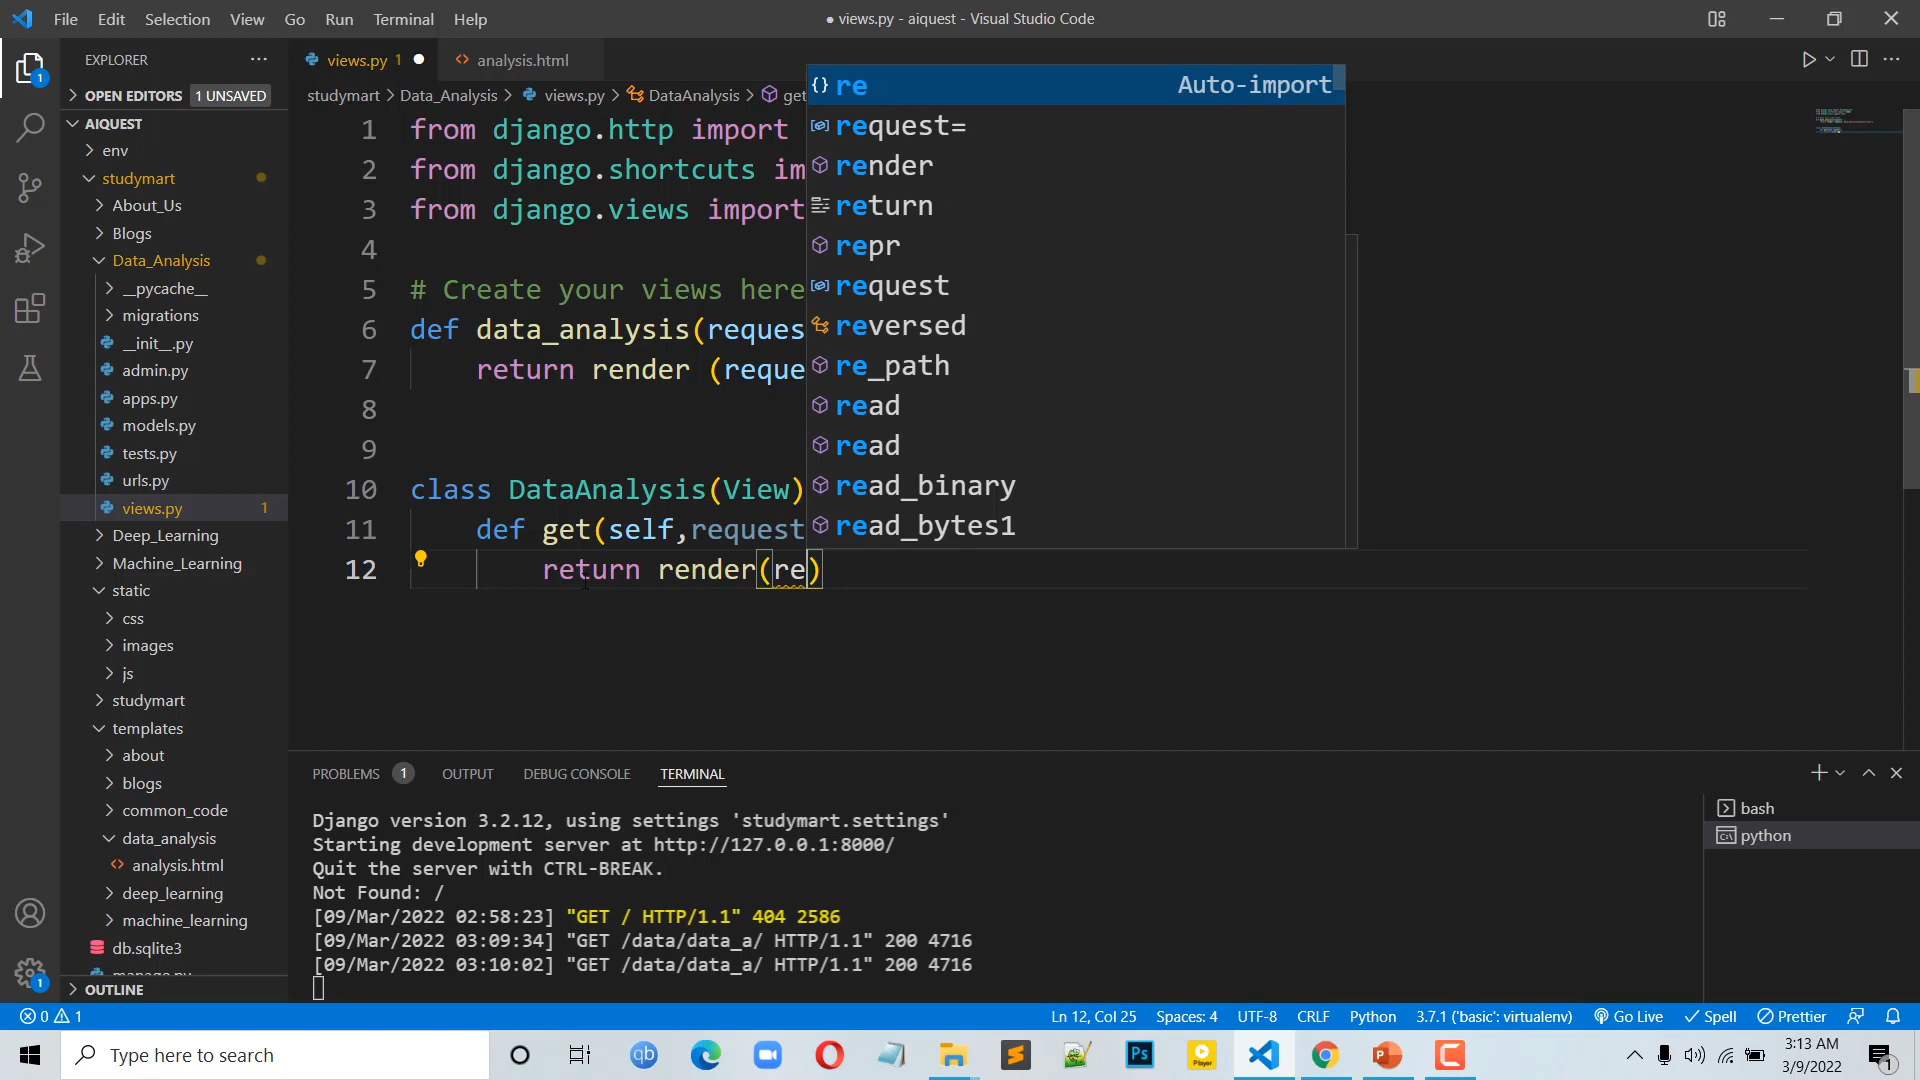 File Edit Selection View Go Run Terminal Help
● views.py - aiquest - Visual Studio Code
EXPLORER
OPEN EDITORS 1 UNSAVED
AIQUEST
env
studymart
About_Us
Blogs
Data_Analysis
__pycache__
migrations
__init__.py
admin.py
apps.py
models.py
tests.py
urls.py
views.py 1
Deep_Learning
Machine_Learning
static
css
images
js
studymart
templates
about
blogs
common_code
data_analysis
analysis.html
deep_learning
machine_learning
db.sqlite3
manage.py
OUTLINE
1
1
views.py 1 ●
analysis.html
studymart > Data_Analysis > views.py > DataAnalysis > get
1 from django.http import
2 from django.shortcuts im
3 from django.views import
4
5 # Create your views here
6 def data_analysis(reques
7 return render (reque
8
9
10 class DataAnalysis(View)
11 def get(self,request
12 return render(re)
re Auto-import
request=
render
return
repr
request
reversed
re_path
read
read
read_binary
read_bytes1
PROBLEMS 1 OUTPUT DEBUG CONSOLE TERMINAL
Django version 3.2.12, using settings 'studymart.settings'
Starting development server at http://127.0.0.1:8000/
Quit the server with CTRL-BREAK.
Not Found: /
[09/Mar/2022 02:58:23] "GET / HTTP/1.1" 404 2586
[09/Mar/2022 03:09:34] "GET /data/data_a/ HTTP/1.1" 200 4716
[09/Mar/2022 03:10:02] "GET /data/data_a/ HTTP/1.1" 200 4716
bash
python
0 1
Ln 12, Col 25 Spaces: 4 UTF-8 CRLF Python 3.7.1 ('basic': virtualenv) Go Live Spell Prettier
Type here to search
qb
Ps
Player
P
C
3:13 AM
3/9/2022
1